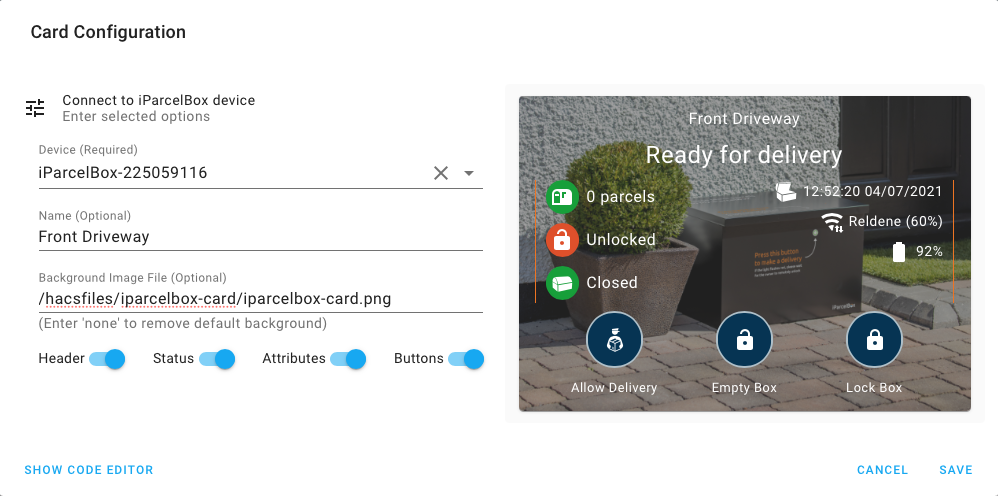 Card Configuration
Connect to iParcelBox device
Enter selected options
Device (Required)
iParcelBox-225059116
Name (Optional)
Front Driveway
Background Image File (Optional)
/hacsfiles/iparcelbox-card/iparcelbox-card.png
(Enter 'none' to remove default background)
Header Status Attributes Buttons
Front Driveway
Ready for delivery
0 parcels
12:52:20 04/07/2021
Unlocked
Reldene (60%)
Closed
92%
Press this button
to make a delivery
iParcelBox
Allow Delivery Empty Box Lock Box
SHOW CODE EDITOR CANCEL SAVE